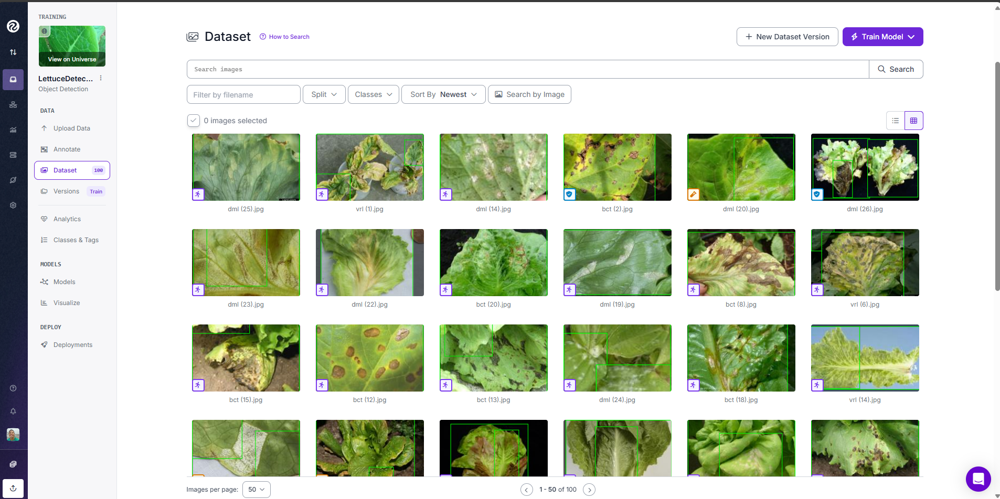 TRAINING
View on Universe
LettuceDetec...
Object Detection
DATA
Upload Data
Annotate
Dataset 100
Versions Train
Analytics
Classes & Tags
MODELS
Models
Visualize
DEPLOY
Deployments
Dataset How to Search
New Dataset Version Train Model
Search images Search
Filter by filename Split Classes Sort By Newest Search by Image
0 images selected
dml (25).jpg vrl (1).jpg dml (14).jpg bct (2).jpg dml (20).jpg dml (26).jpg
dml (23).jpg dml (22).jpg bct (20).jpg dml (19).jpg bct (8).jpg vrl (6).jpg
bct (15).jpg bct (12).jpg bct (13).jpg dml (24).jpg bct (18).jpg vrl (14).jpg
Images per page: 50 1 - 50 of 100